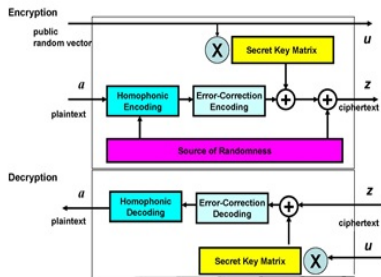 Encryption
public
random vector
u
X
Secret Key Matrix
a
z
Homophonic
Encoding
Error-Correction
Encoding
+
+
plaintext
ciphertext
Source of Randomness
Decryption
a
z
Homophonic
Decoding
Error-Correction
Decoding
+
plaintext
ciphertext
u
Secret Key Matrix
X